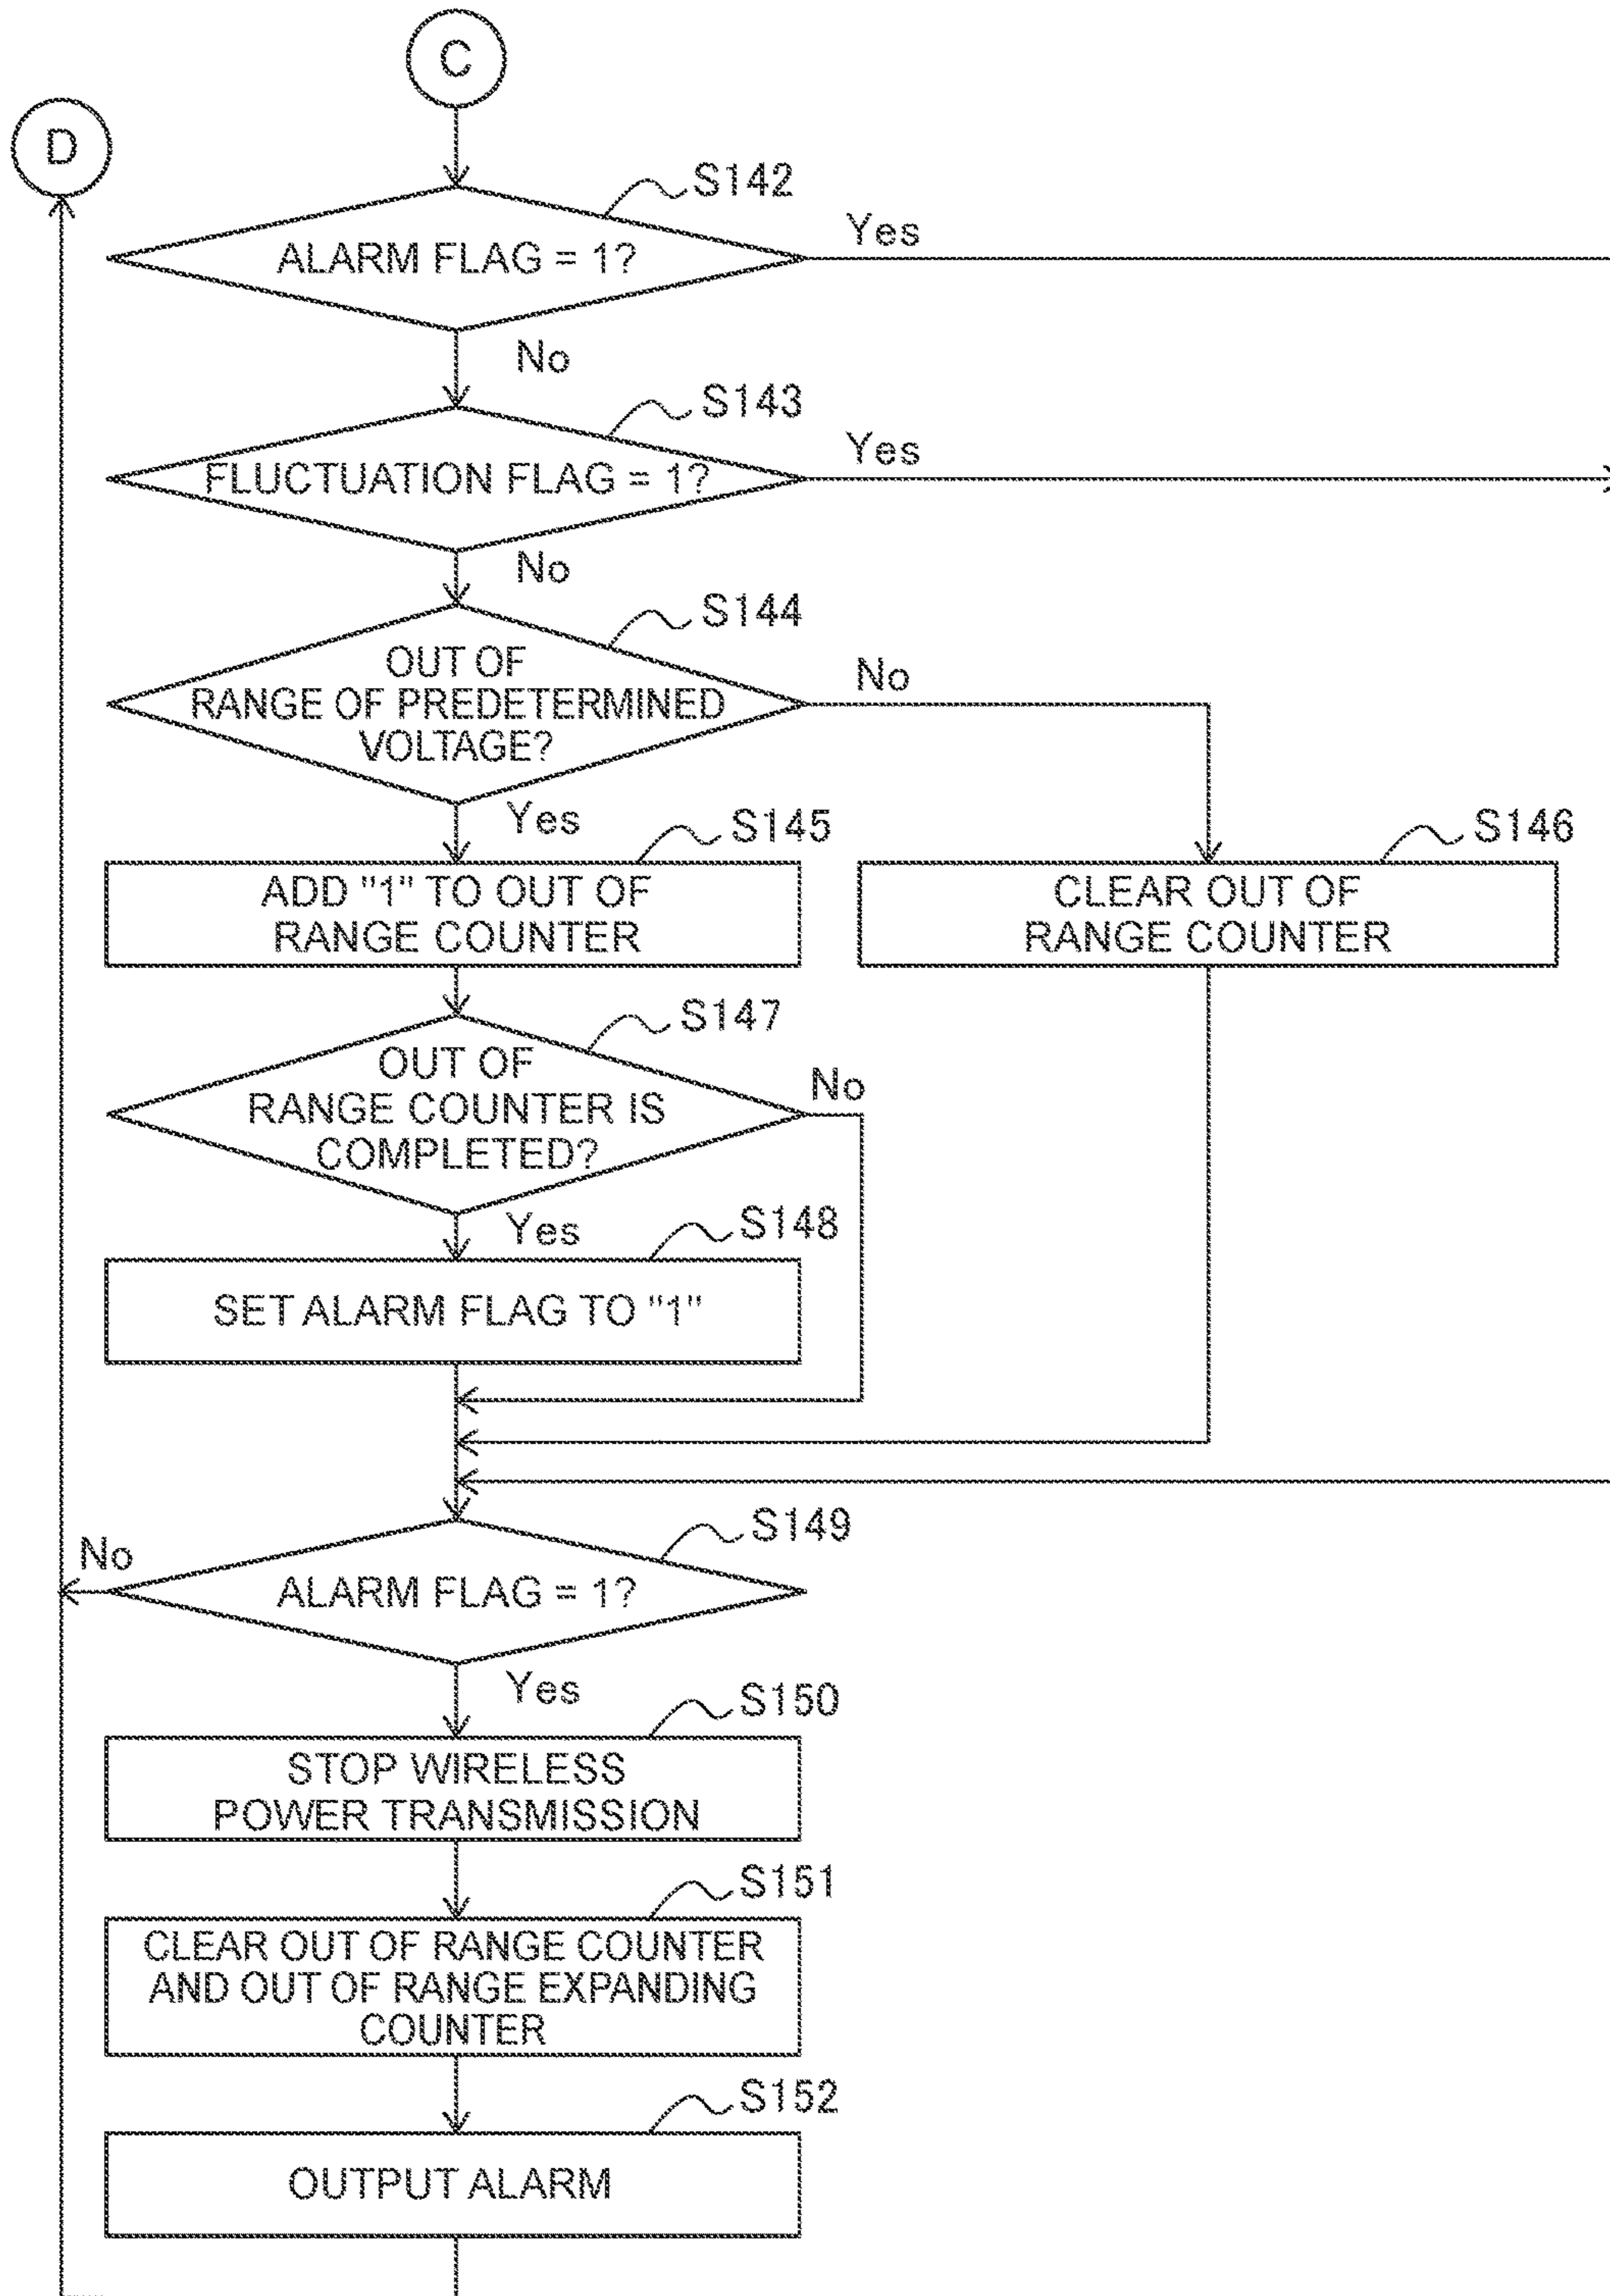 C
D
S142
ALARM FLAG = 1?
Yes
No
S143
FLUCTUATION FLAG = 1?
Yes
No
S144
OUT OF
RANGE OF PREDETERMINED
VOLTAGE?
No
Yes
S145
ADD "1" TO OUT OF
RANGE COUNTER
S146
CLEAR OUT OF
RANGE COUNTER
S147
OUT OF
RANGE COUNTER IS
COMPLETED?
No
Yes
S148
SET ALARM FLAG TO "1"
S149
No
ALARM FLAG = 1?
Yes
S150
STOP WIRELESS
POWER TRANSMISSION
S151
CLEAR OUT OF RANGE COUNTER
AND OUT OF RANGE EXPANDING
COUNTER
S152
OUTPUT ALARM